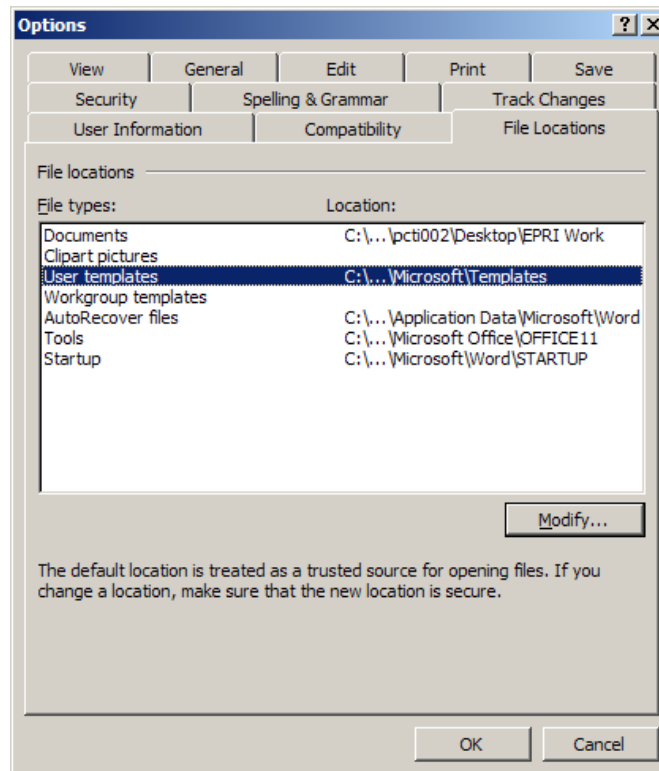 Options
View General Edit Print Save
Security Spelling & Grammar Track Changes
User Information Compatibility File Locations
File locations
File types: Location:
Documents C:\...\pcti002\Desktop\EPRI Work
Clipart pictures
User templates C:\...\Microsoft\Templates
Workgroup templates
AutoRecover files C:\...\Application Data\Microsoft\Word
Tools C:\...\Microsoft Office\OFFICE11
Startup C:\...\Microsoft\Word\STARTUP
Modify...
The default location is treated as a trusted source for opening files. If you
change a location, make sure that the new location is secure.
OK Cancel